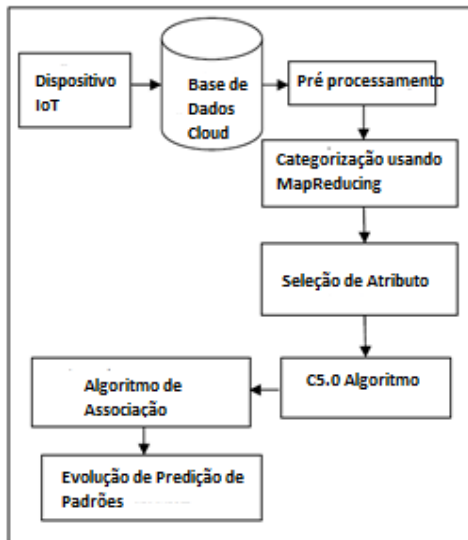 Dispositivo
IoT
Base de
Dados
Cloud
Pré processamento
Categorização usando
MapReducing
Seleção de Atributo
C5.0 Algoritmo
Algoritmo de
Associação
Evolução de Predição de
Padrões